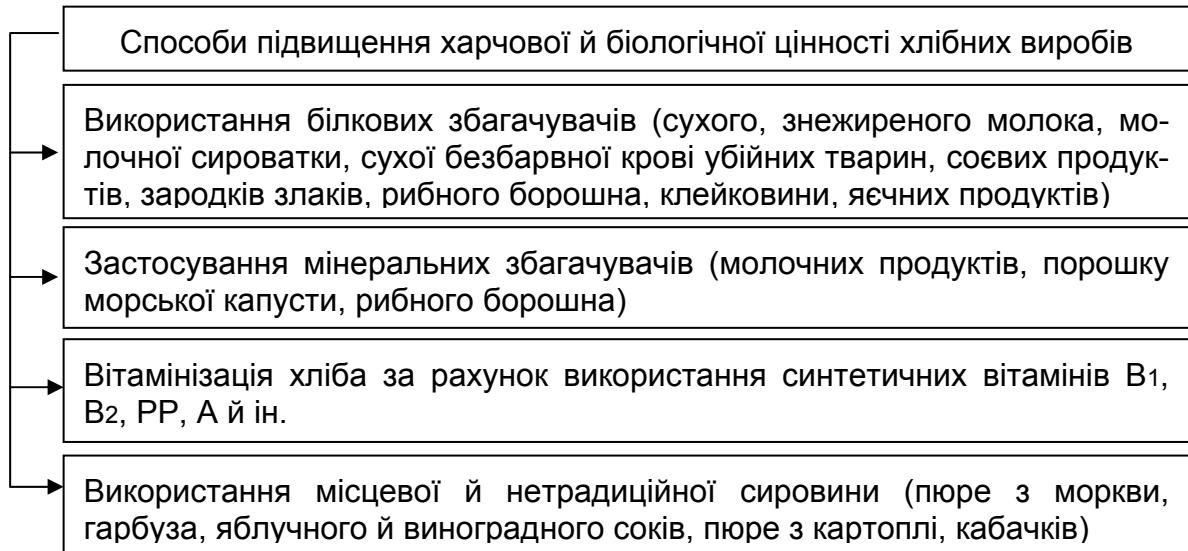 Способи підвищення харчової й біологічної цінності хлібних виробів
Використання білкових збагачувачів (сухого, знежиреного молока, мо-
лочної сироватки, сухої безбарвної крові убійних тварин, соєвих продук-
тів, зародків злаків, рибного борошна, клейковини, яєчних продуктів)
Застосування мінеральних збагачувачів (молочних продуктів, порошку
морської капусти, рибного борошна)
Вітамінізація хліба за рахунок використання синтетичних вітамінів В1,
В2, РР, А й ін.
Використання місцевої й нетрадиційної сировини (пюре з моркви,
гарбуза, яблучного й виноградного соків, пюре з картоплі, кабачків)